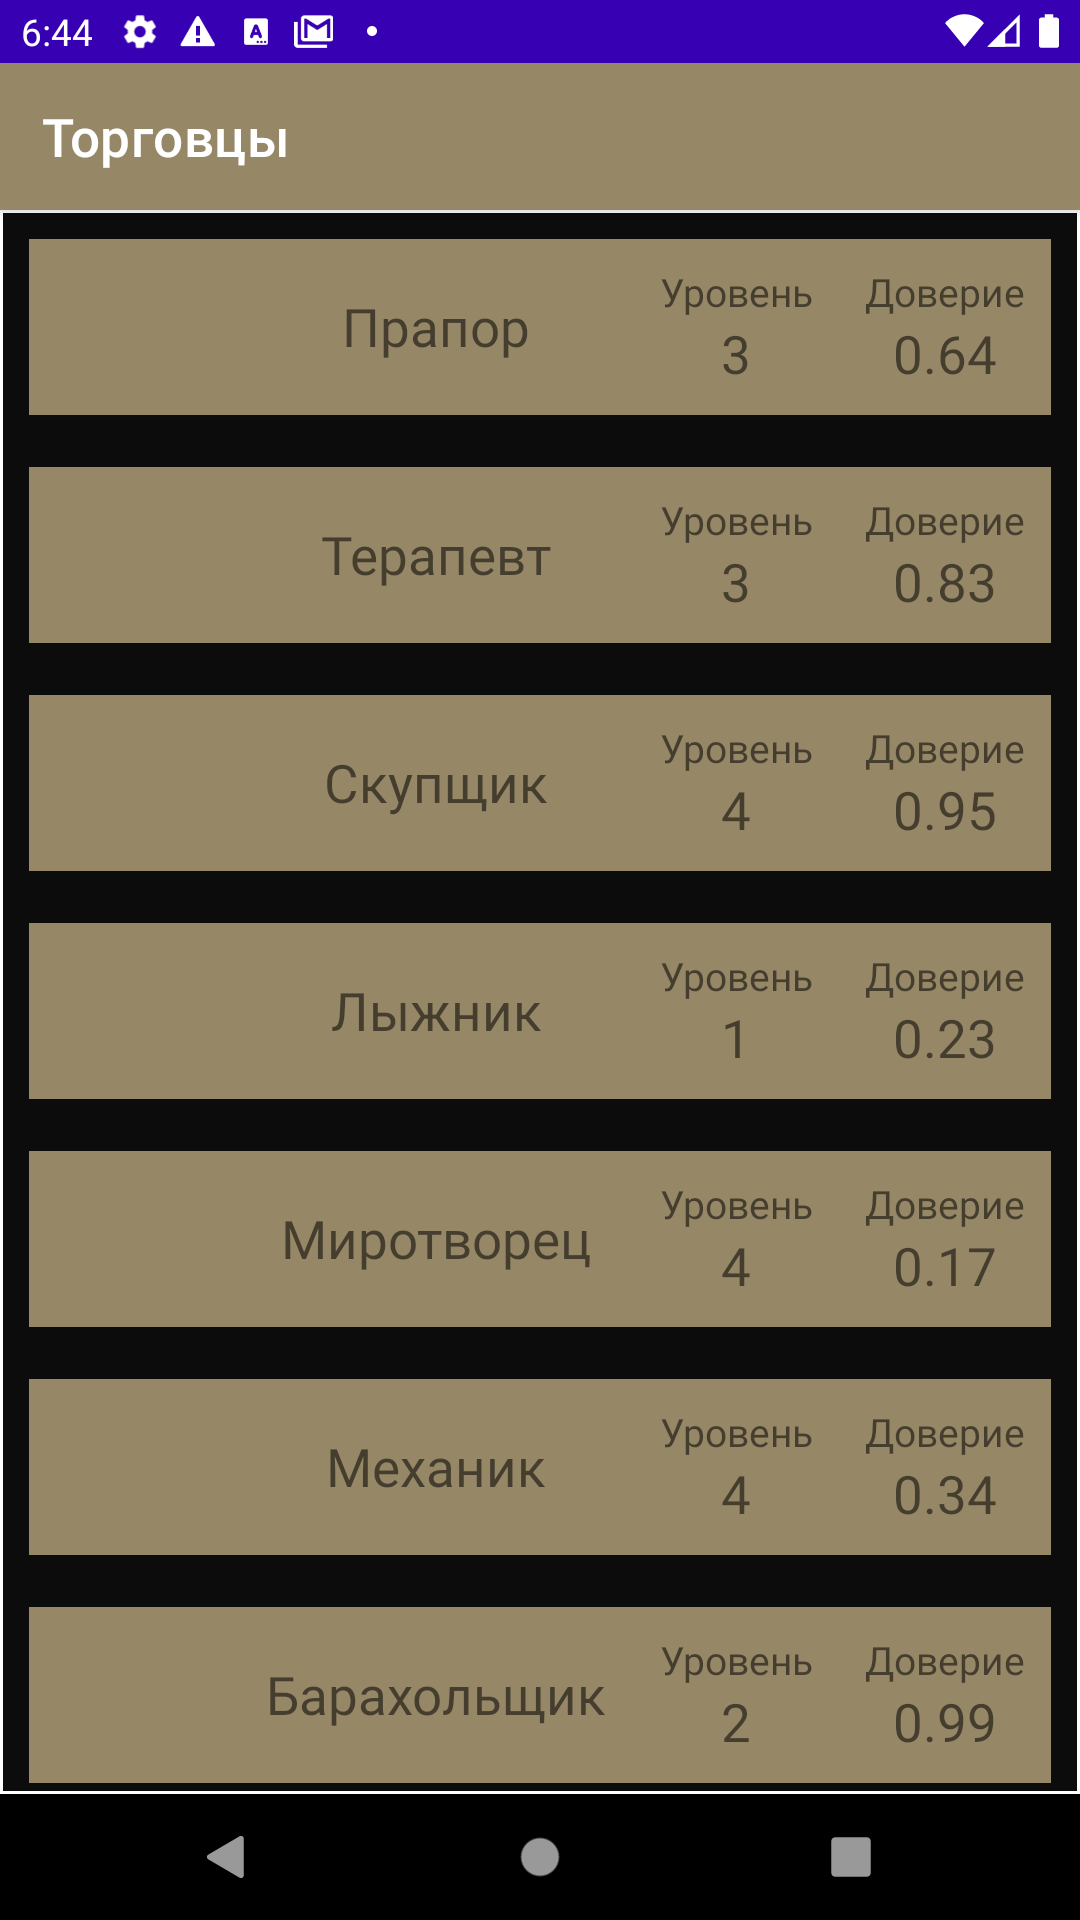 6:44
Торговцы
Уровень Доверие
Прапор
3 0.64
Уровень Доверие
Терапевт
3 0.83
Уровень Доверие
Скупщик
4 0.95
Уровень Доверие
Лыжник
1 0.23
Уровень Доверие
Миротворец
4 0.17
Уровень Доверие
Механик
4 0.34
Уровень Доверие
Барахольщик
2 0.99